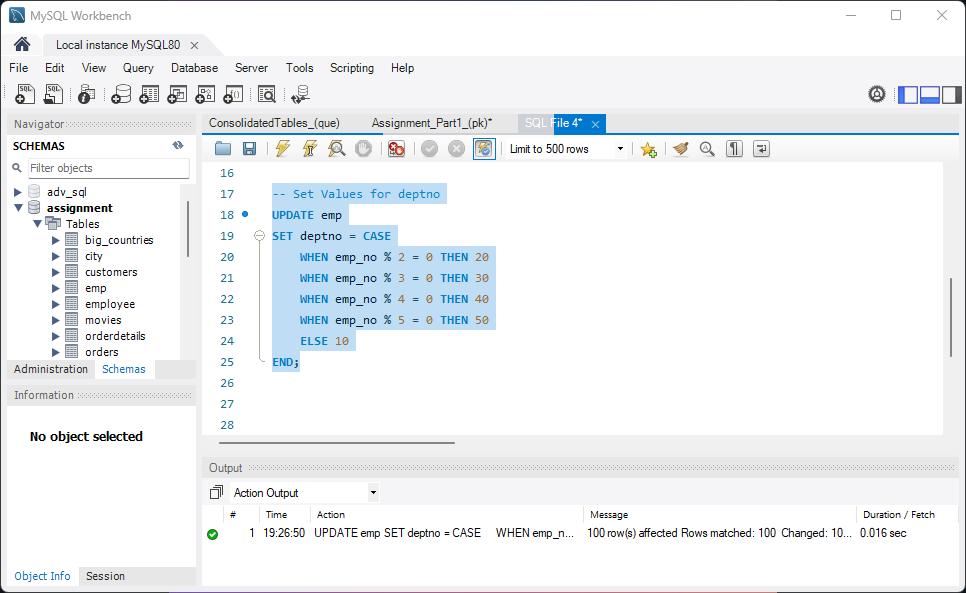 MySQL Workbench
Local instance MySQL80
File Edit View Query Database Server Tools Scripting Help
Navigator
SCHEMAS
Filter objects
adv_sql
assignment
Tables
big_countries
city
customers
emp
employee
movies
orderdetails
orders
Administration Schemas
Information
No object selected
Object Info Session
ConsolidatedTables_(que) Assignment_Part1_(pk)* SQL File 4*
Limit to 500 rows
16
17 -- Set Values for deptno
18 UPDATE emp
19 SET deptno = CASE
20 WHEN emp_no % 2 = 0 THEN 20
21 WHEN emp_no % 3 = 0 THEN 30
22 WHEN emp_no % 4 = 0 THEN 40
23 WHEN emp_no % 5 = 0 THEN 50
24 ELSE 10
25 END;
26
27
28
Output
Action Output
# Time Action Message Duration / Fetch
1 19:26:50 UPDATE emp SET deptno = CASE WHEN emp_n... 100 row(s) affected Rows matched: 100 Changed: 10... 0.016 sec